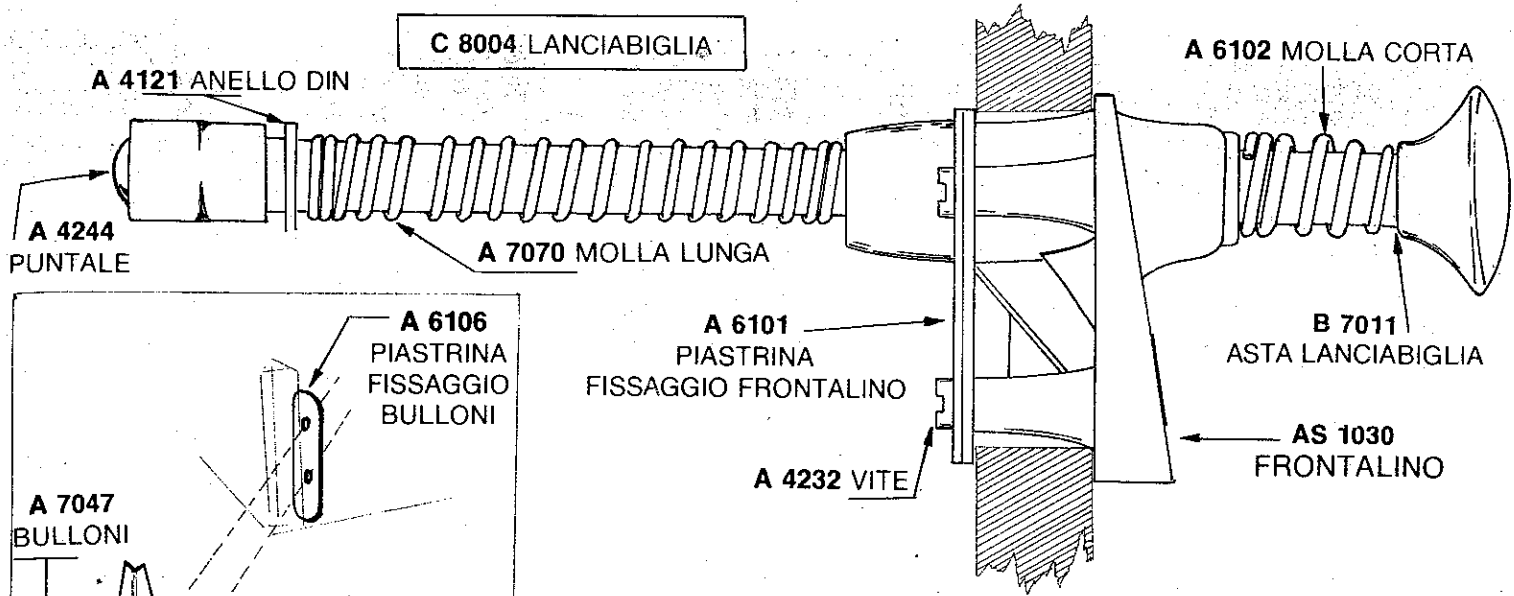 C 8004 LANCIABIGLIA
A 4121 ANELLO DIN
A 6102 MOLLA CORTA
A 4244
PUNTALE
A 7070 MOLLA LUNGA
A 6101
PIASTRINA
FISSAGGIO FRONTALINO
B 7011
ASTA LANCIABIGLIA
A 6106
PIASTRINA
FISSAGGIO
BULLONI
A 4232 VITE
AS 1030
FRONTALINO
A 7047
BULLONI